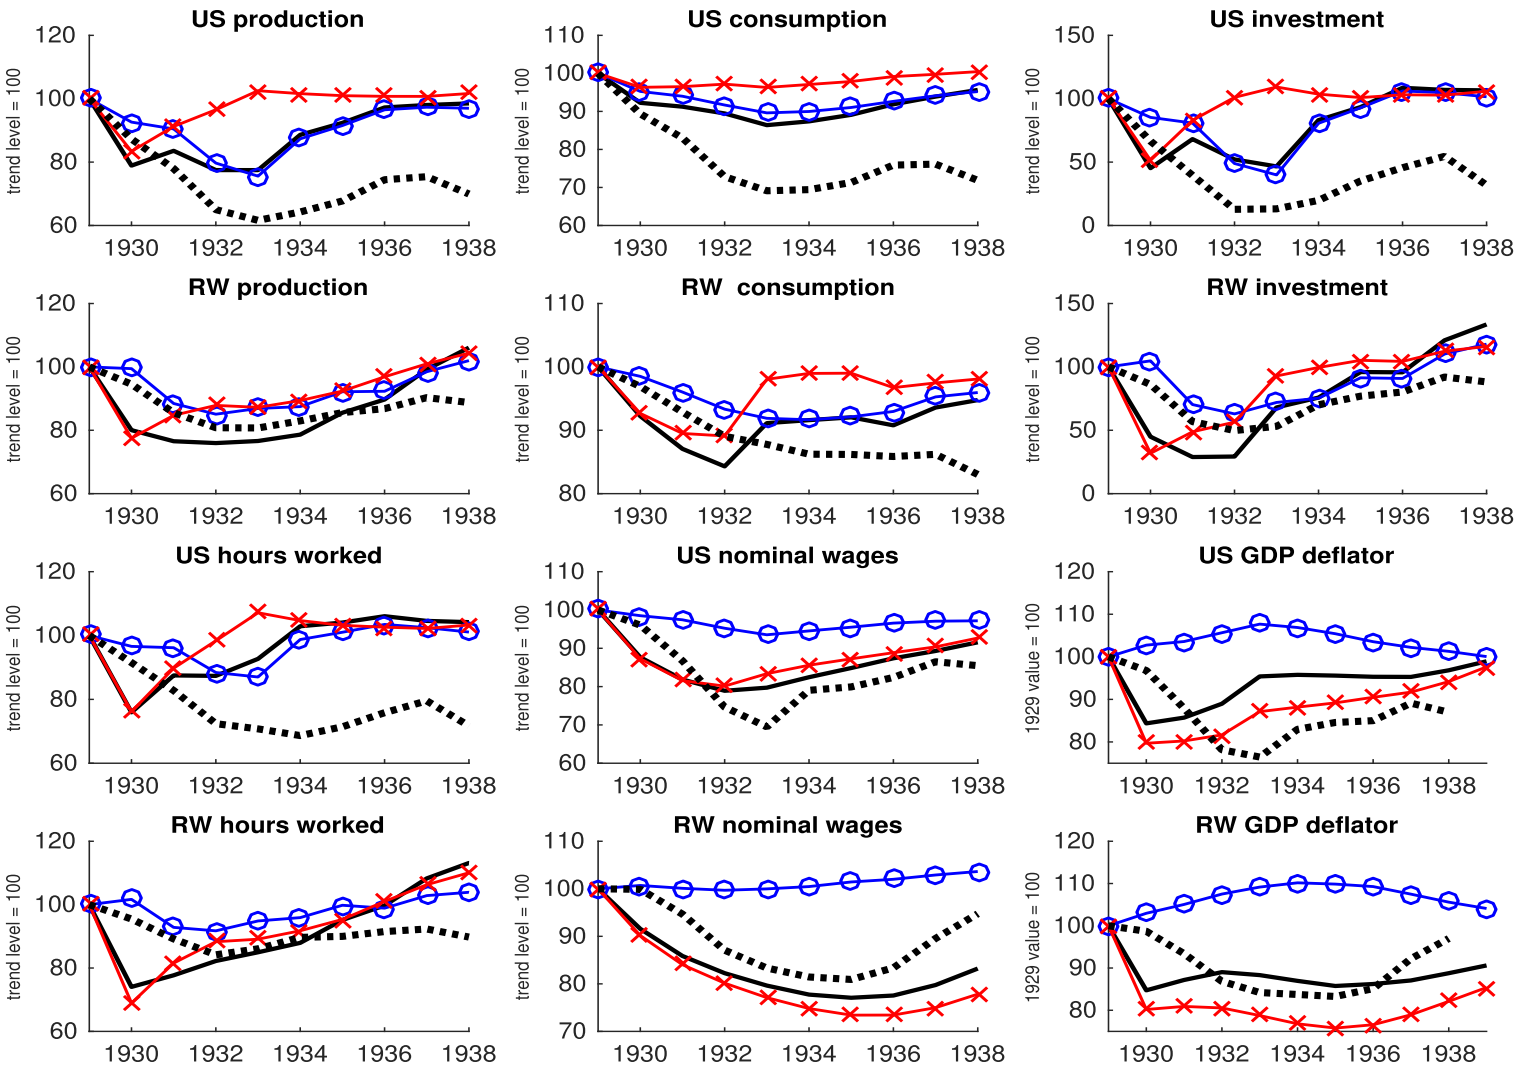 US production
trend level = 100
120
100
80
60
1930 1932 1934 1936 1938
US consumption
trend level = 100
110
100
90
80
70
60
1930 1932 1934 1936 1938
US investment
trend level = 100
150
100
50
0
1930 1932 1934 1936 1938
RW production
trend level = 100
120
100
80
60
1930 1932 1934 1936 1938
RW consumption
trend level = 100
110
100
90
80
1930 1932 1934 1936 1938
RW investment
trend level = 100
150
100
50
0
1930 1932 1934 1936 1938
US hours worked
trend level = 100
120
100
80
60
1930 1932 1934 1936 1938
US nominal wages
trend level = 100
110
100
90
80
70
60
1930 1932 1934 1936 1938
US GDP deflator
1929 value = 100
120
110
100
90
80
1930 1932 1934 1936 1938
RW hours worked
trend level = 100
120
100
80
60
1930 1932 1934 1936 1938
RW nominal wages
trend level = 100
110
100
90
80
70
1930 1932 1934 1936 1938
RW GDP deflator
1929 value = 100
120
110
100
90
80
1930 1932 1934 1936 1938